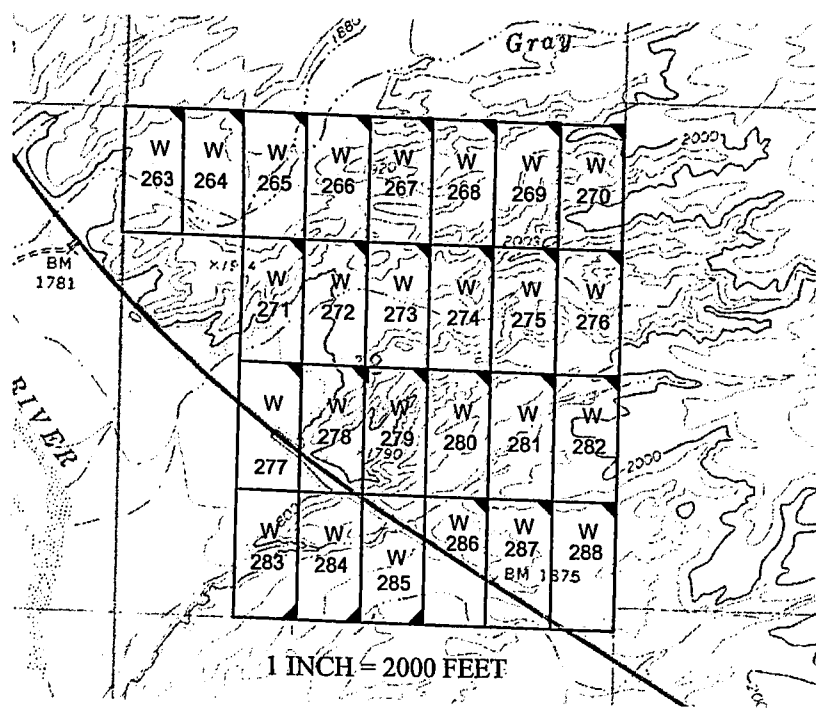 1880
Gray
2000
W W W W W W W W
263 264 265 266 267 268 269 270
BM
1781
W W W W W W
271 272 273 274 275 276
RIVER
W W W W W W
277 278 279 280 281 282
1790
2000
W W W W W W
283 284 285 286 287 288
BM 1875
1 INCH = 2000 FEET